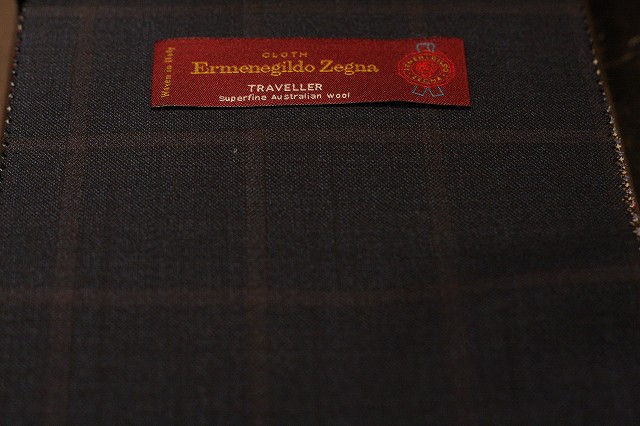 CLOTH
Ermenegildo Zegna
TRAVELLER
Superfine Australian wool
Woven in Italy